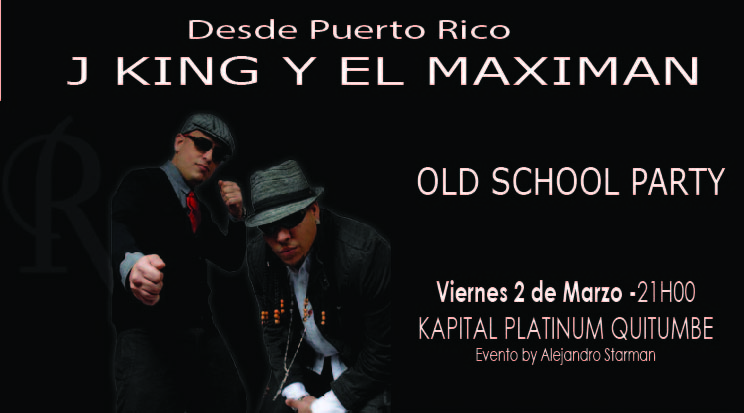 Desde Puerto Rico
J KING Y EL MAXIMAN
OLD SCHOOL PARTY
Viernes 2 de Marzo -21H00
KAPITAL PLATINUM QUITUMBE
Evento by Alejandro Starman